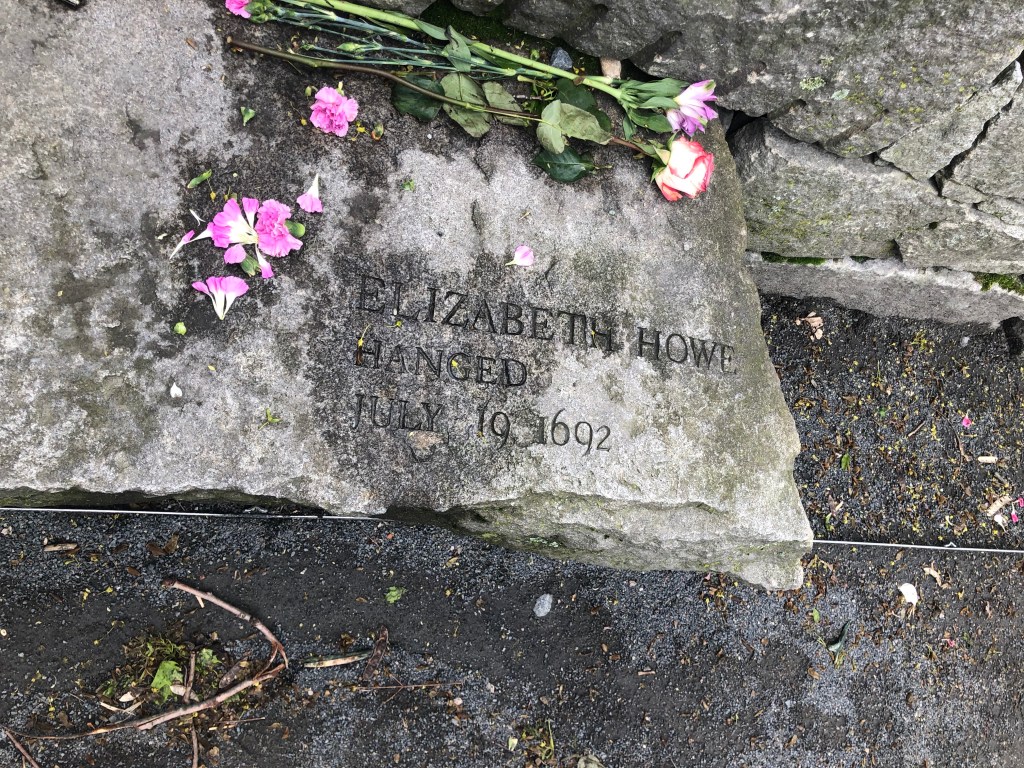 ELIZABETH HOWE
HANGED
JULY, 19 1692